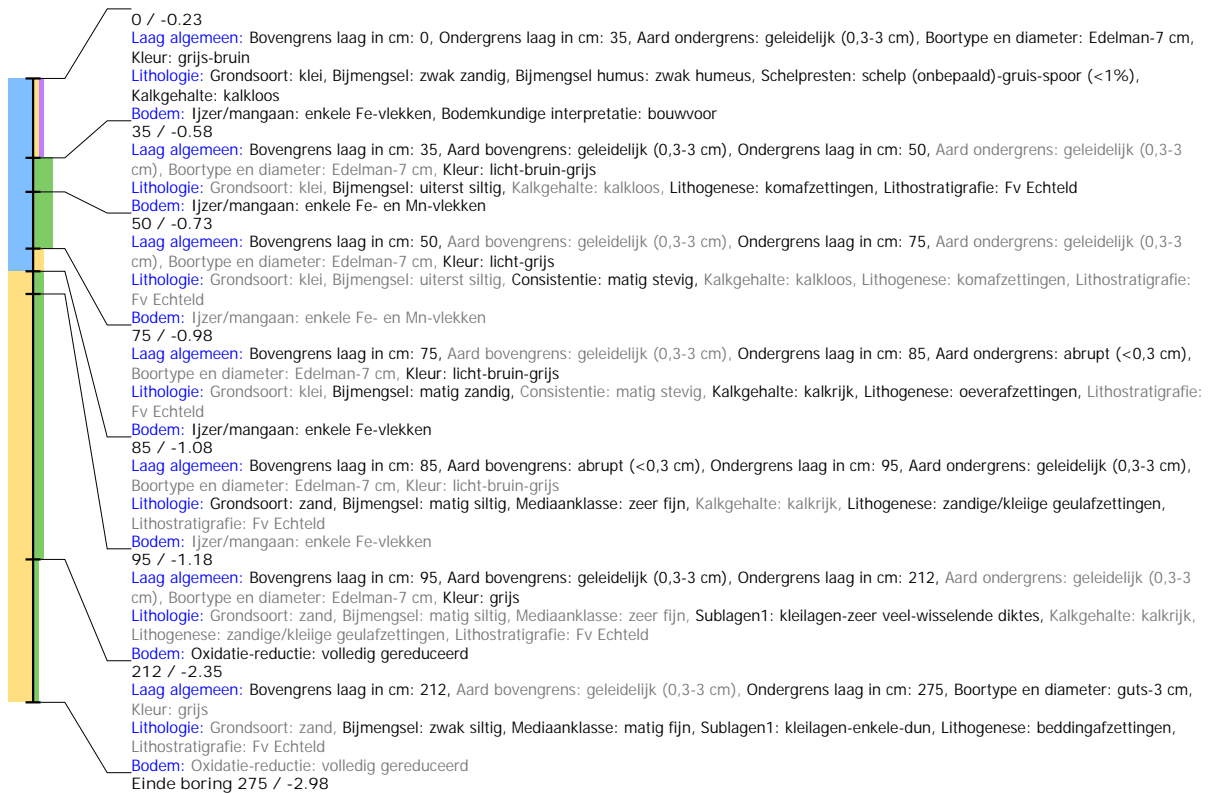 0 / -0.23
Laag algemeen: Bovengrens laag in cm: 0, Ondergrens laag in cm: 35, Aard ondergrens: geleidelijk (0,3-3 cm), Boortype en diameter: Edelman-7 cm,
Kleur: grijs-bruin
Lithologie: Grondsoort: klei, Bijmengsel: zwak zandig, Bijmengsel humus: zwak humeus, Schelpresten: schelp (onbepaald)-gruis-spoor (<1%),
Kalkgehalte: kalkloos
Bodem: Ijzer/mangaan: enkele Fe-vlekken, Bodemkundige interpretatie: bouwvoor
35 / -0.58
Laag algemeen: Bovengrens laag in cm: 35, Aard bovengrens: geleidelijk (0,3-3 cm), Ondergrens laag in cm: 50, Aard ondergrens: geleidelijk (0,3-3
cm), Boortype en diameter: Edelman-7 cm, Kleur: licht-bruin-grijs
Lithologie: Grondsoort: klei, Bijmengsel: uiterst siltig, Kalkgehalte: kalkloos, Lithogenese: komafzettingen, Lithostratigrafie: Fv Echteld
Bodem: Ijzer/mangaan: enkele Fe- en Mn-vlekken
50 / -0.73
Laag algemeen: Bovengrens laag in cm: 50, Aard bovengrens: geleidelijk (0,3-3 cm), Ondergrens laag in cm: 75, Aard ondergrens: geleidelijk (0,3-3
cm), Boortype en diameter: Edelman-7 cm, Kleur: licht-grijs
Lithologie: Grondsoort: klei, Bijmengsel: uiterst siltig, Consistentie: matig stevig, Kalkgehalte: kalkloos, Lithogenese: komafzettingen, Lithostratigrafie:
Fv Echteld
Bodem: Ijzer/mangaan: enkele Fe- en Mn-vlekken
75 / -0.98
Laag algemeen: Bovengrens laag in cm: 75, Aard bovengrens: geleidelijk (0,3-3 cm), Ondergrens laag in cm: 85, Aard ondergrens: abrupt (<0,3 cm),
Boortype en diameter: Edelman-7 cm, Kleur: licht-bruin-grijs
Lithologie: Grondsoort: klei, Bijmengsel: matig zandig, Consistentie: matig stevig, Kalkgehalte: kalkrijk, Lithogenese: oeverafzettingen, Lithostratigrafie:
Fv Echteld
Bodem: Ijzer/mangaan: enkele Fe-vlekken
85 / -1.08
Laag algemeen: Bovengrens laag in cm: 85, Aard bovengrens: abrupt (<0,3 cm), Ondergrens laag in cm: 95, Aard ondergrens: geleidelijk (0,3-3 cm),
Boortype en diameter: Edelman-7 cm, Kleur: licht-bruin-grijs
Lithologie: Grondsoort: zand, Bijmengsel: matig siltig, Mediaanklasse: zeer fijn, Kalkgehalte: kalkrijk, Lithogenese: zandige/kleiige geulafzettingen,
Lithostratigrafie: Fv Echteld
Bodem: Ijzer/mangaan: enkele Fe-vlekken
95 / -1.18
Laag algemeen: Bovengrens laag in cm: 95, Aard bovengrens: geleidelijk (0,3-3 cm), Ondergrens laag in cm: 212, Aard ondergrens: geleidelijk (0,3-3
cm), Boortype en diameter: Edelman-7 cm, Kleur: grijs
Lithologie: Grondsoort: zand, Bijmengsel: matig siltig, Mediaanklasse: zeer fijn, Sublagen1: kleilagen-zeer veel-wisselende diktes, Kalkgehalte: kalkrijk,
Lithogenese: zandige/kleiige geulafzettingen, Lithostratigrafie: Fv Echteld
Bodem: Oxidatie-reductie: volledig gereduceerd
212 / -2.35
Laag algemeen: Bovengrens laag in cm: 212, Aard bovengrens: geleidelijk (0,3-3 cm), Ondergrens laag in cm: 275, Boortype en diameter: guts-3 cm,
Kleur: grijs
Lithologie: Grondsoort: zand, Bijmengsel: zwak siltig, Mediaanklasse: matig fijn, Sublagen1: kleilagen-enkele-dun, Lithogenese: beddingafzettingen,
Lithostratigrafie: Fv Echteld
Bodem: Oxidatie-reductie: volledig gereduceerd
Einde boring 275 / -2.98